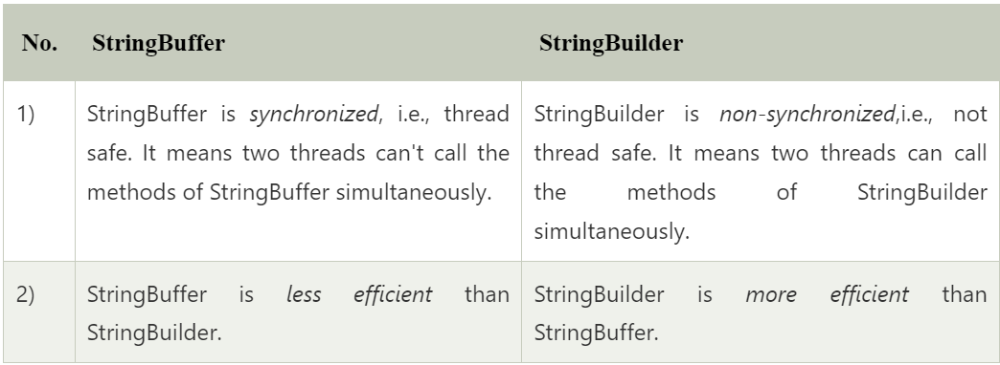 No. StringBuffer StringBuilder
1) StringBuffer is synchronized, i.e., thread
safe. It means two threads can't call the
methods of StringBuffer simultaneously.
StringBuilder is non-synchronized,i.e., not
thread safe. It means two threads can call
the methods of StringBuilder
simultaneously.
2) StringBuffer is less efficient than
StringBuilder.
StringBuilder is more efficient than
StringBuffer.